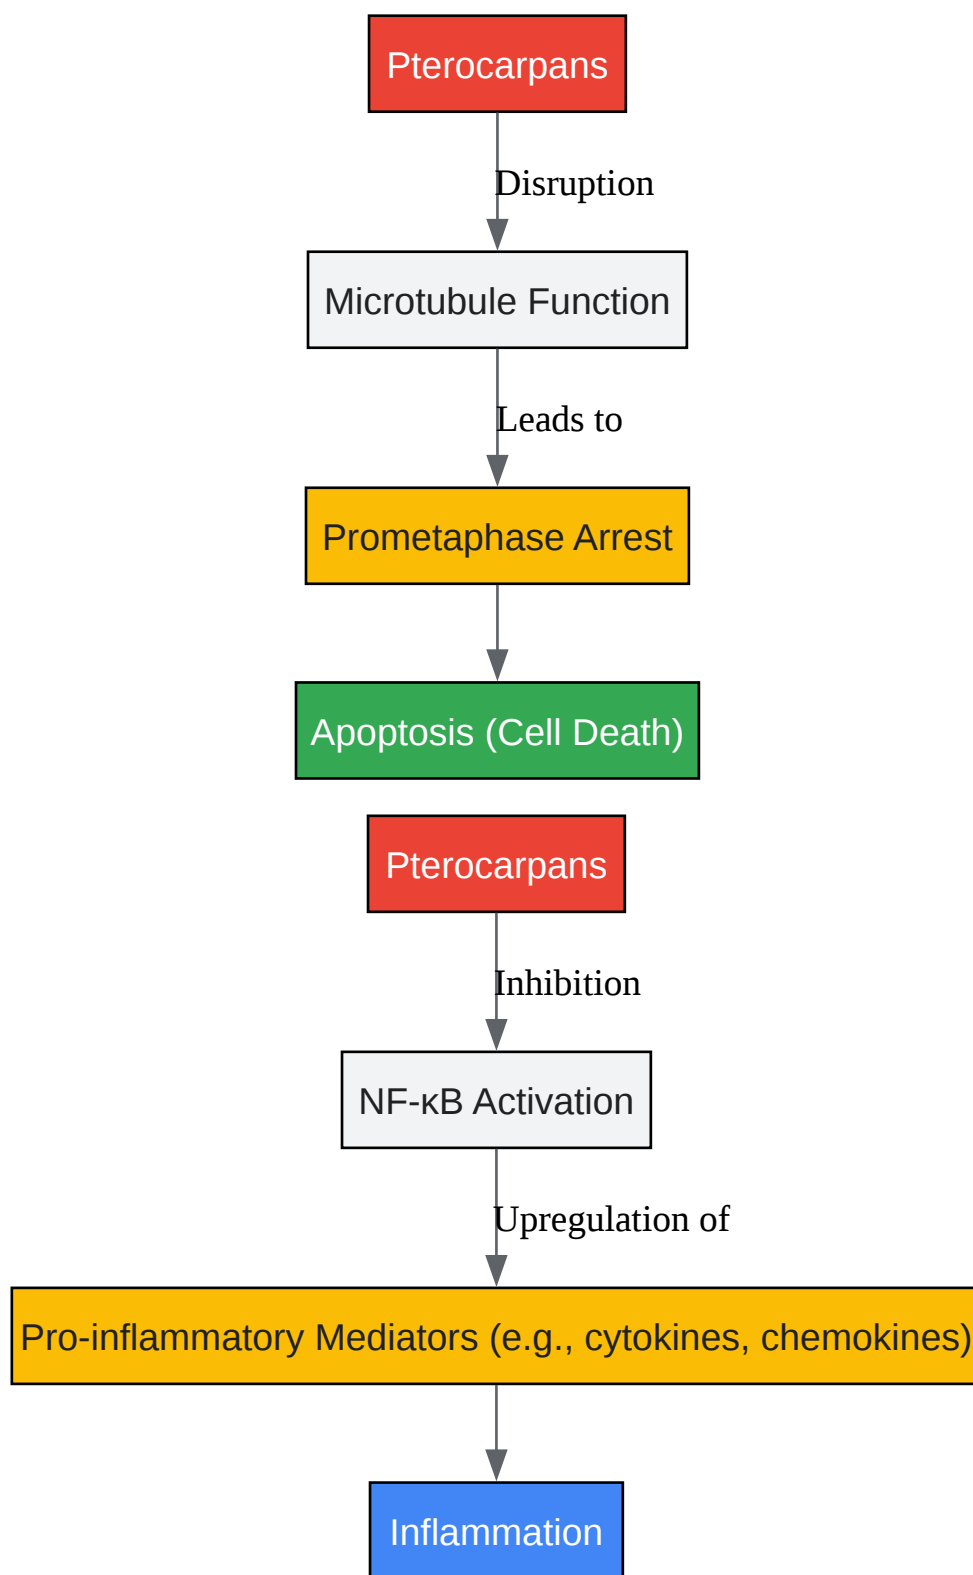 Pterocarpans
Disruption
Microtubule Function
Leads to
Prometaphase Arrest
Apoptosis (Cell Death)
Pterocarpans
Inhibition
NF-κB Activation
Upregulation of
Pro-inflammatory Mediators (e.g., cytokines, chemokines)
Inflammation